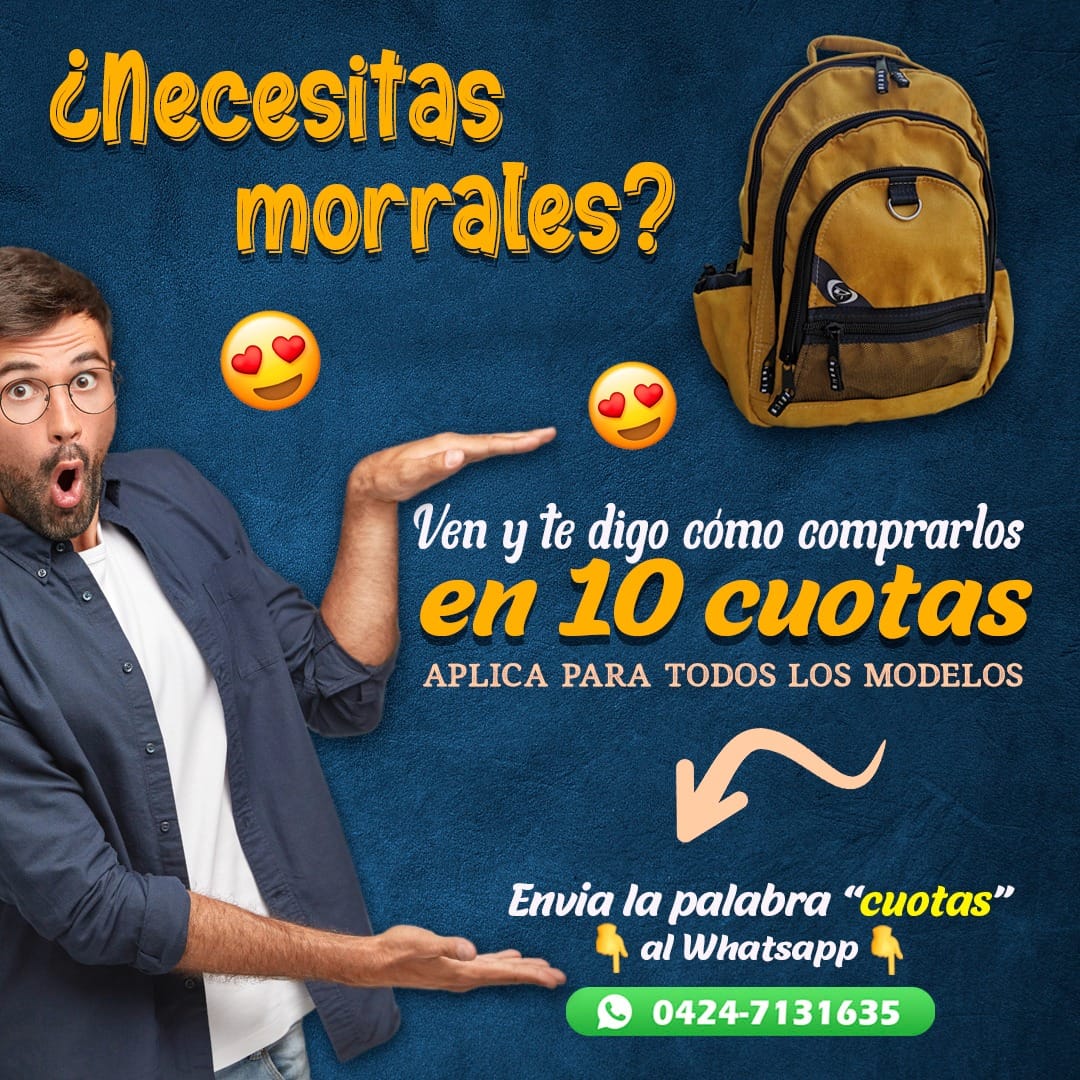 ¿Necesitas
morrales?
Ven y te digo cómo comprarlos
en 10 cuotas
APLICA PARA TODOS LOS MODELOS
Envia la palabra “cuotas”
al Whatsapp
0424-7131635